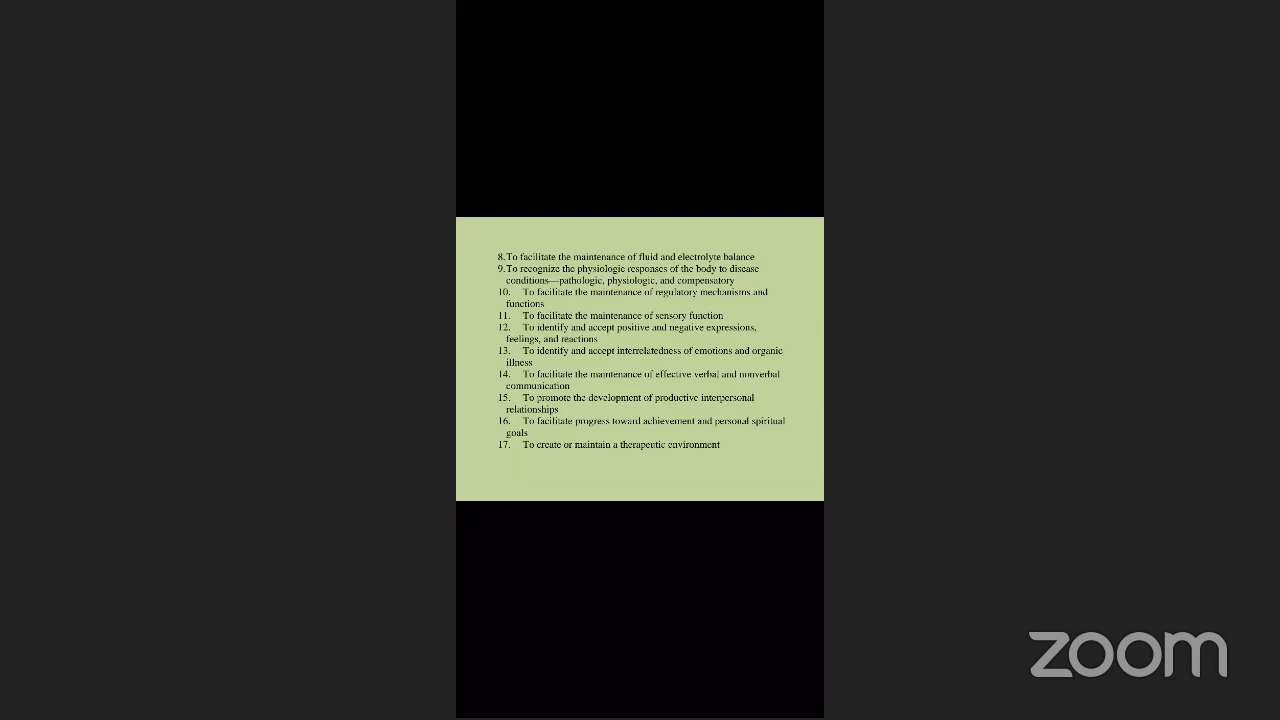 8.To facilitate the maintenance of fluid and electrolyte balance
9.To recognize the physiologic responses of the body to disease
conditions—pathologic, physiologic, and compensatory
10. To facilitate the maintenance of regulatory mechanisms and
functions
11. To facilitate the maintenance of sensory function
12. To identify and accept positive and negative expressions,
feelings, and reactions
13. To identify and accept interrelatedness of emotions and organic
illness
14. To facilitate the maintenance of effective verbal and nonverbal
communication
15. To promote the development of productive interpersonal
relationships
16. To facilitate progress toward achievement and personal spiritual
goals
17. To create or maintain a therapeutic environment
zoom